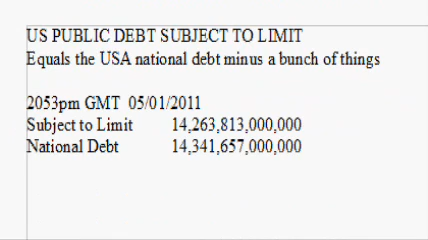 US PUBLIC DEBT SUBJECT TO LIMIT
Equals the USA national debt minus a bunch of things
2053pm GMT 05/01/2011
Subject to Limit 14,263,813,000,000
National Debt 14,341,657,000,000